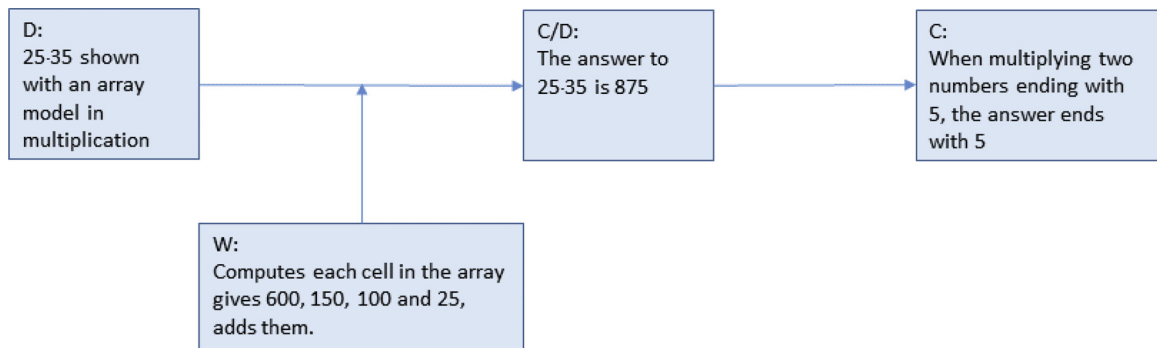 D:
25·35 shown
with an array
model in
multiplication
C/D:
The answer to
25·35 is 875
C:
When multiplying two
numbers ending with
5, the answer ends
with 5
W:
Computes each cell in the array
gives 600, 150, 100 and 25,
adds them.